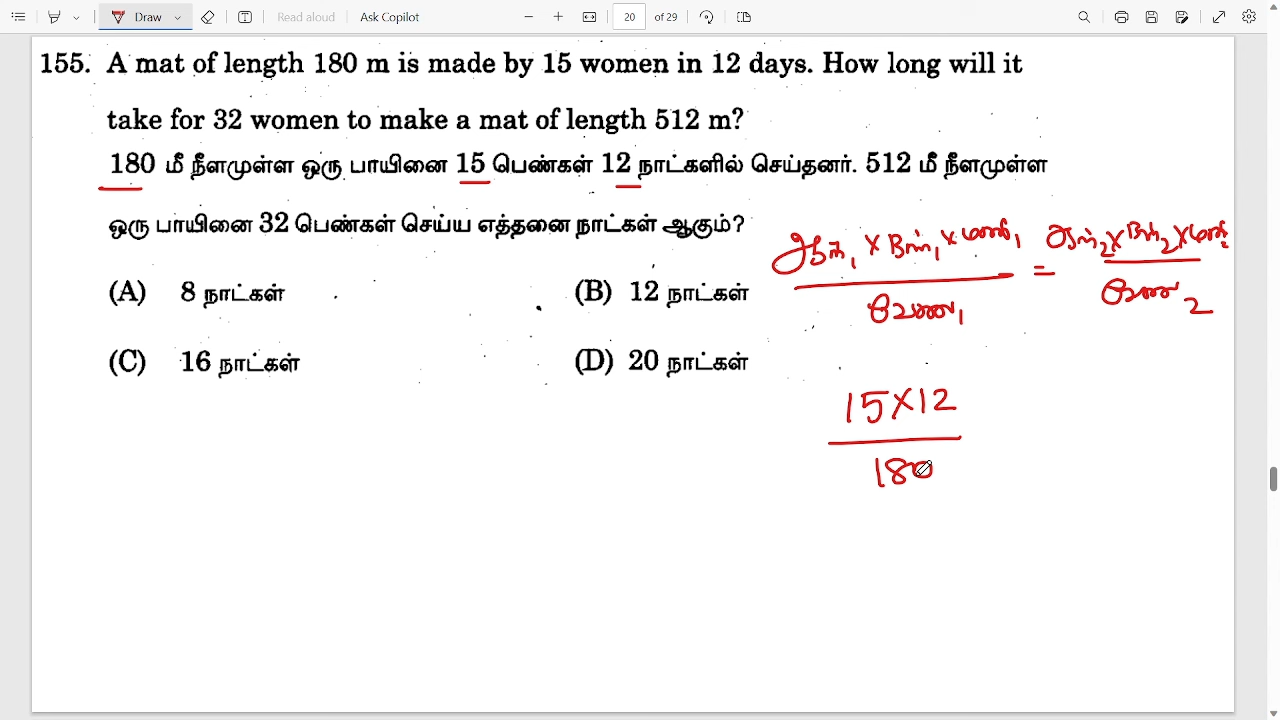 Draw
Read aloud
Ask Copilot
20 of 29
155. A mat of length 180 m is made by 15 women in 12 days. How long will it
take for 32 women to make a mat of length 512 m?
180 மீ நீளமுள்ள ஒரு பாயினை 15 பெண்கள் 12 நாட்களில் செய்தனர். 512 மீ நீளமுள்ள
ஒரு பாயினை 32 பெண்கள் செய்ய எத்தனை நாட்கள் ஆகும்?
(A) 8 நாட்கள் (B) 12 நாட்கள்
(C) 16 நாட்கள் (D) 20 நாட்கள்
15×12
180